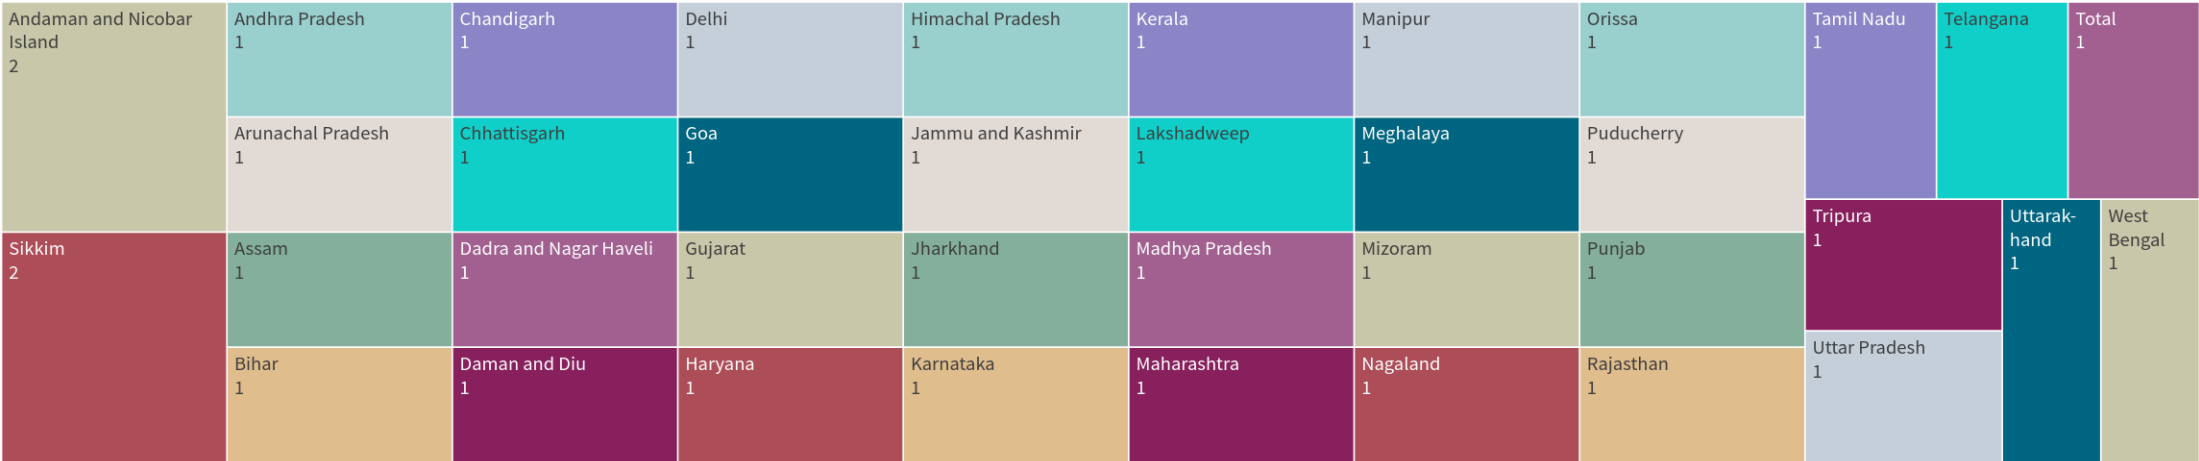 Andaman and Nicobar
Island
2
Sikkim
2
Andhra Pradesh
1
Arunachal Pradesh
1
Assam
1
Bihar
1
Chandigarh
1
Chhattisgarh
1
Dadra and Nagar Haveli
1
Daman and Diu
1
Delhi
1
Goa
1
Gujarat
1
Haryana
1
Himachal Pradesh
1
Jammu and Kashmir
1
Jharkhand
1
Karnataka
1
Kerala
1
Lakshadweep
1
Madhya Pradesh
1
Maharashtra
1
Manipur
1
Meghalaya
1
Mizoram
1
Nagaland
1
Orissa
1
Puducherry
1
Punjab
1
Rajasthan
1
Tamil Nadu
1
Telangana
1
Total
1
Tripura
1
Uttar Pradesh
1
Uttarak-
hand
1
West
Bengal
1